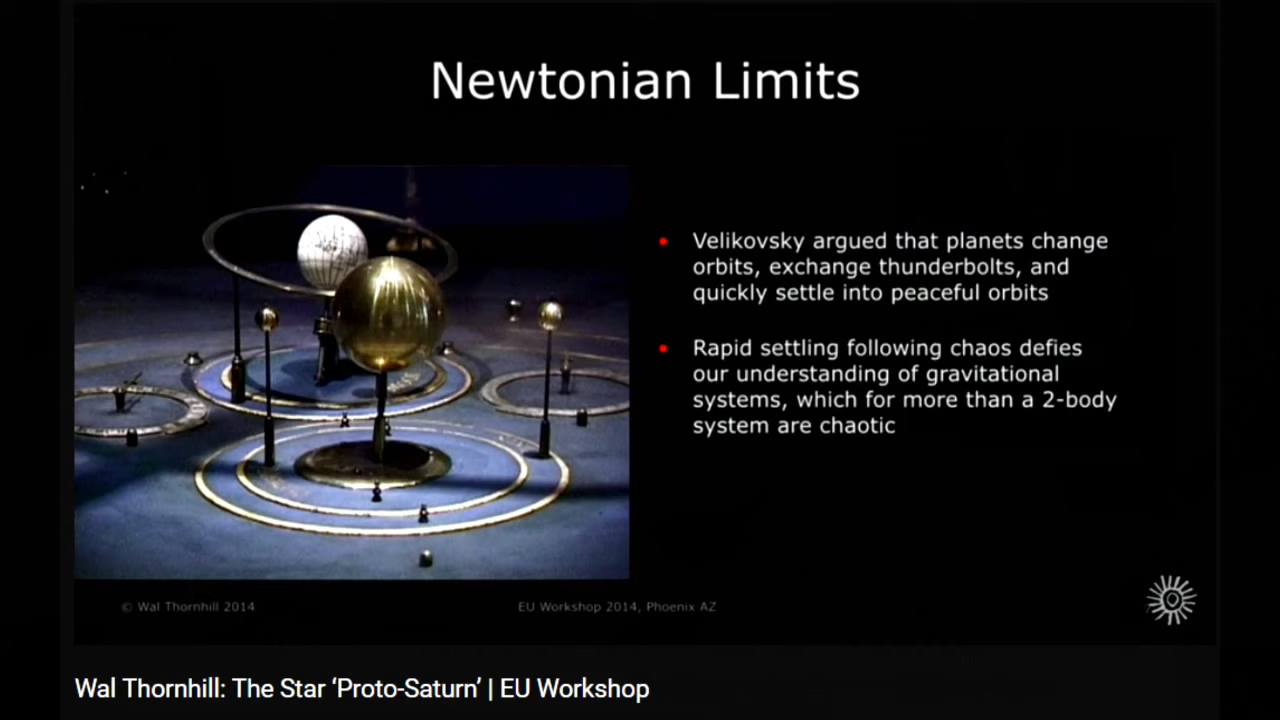 Newtonian Limits
Velikovsky argued that planets change
orbits, exchange thunderbolts, and
quickly settle into peaceful orbits
Rapid settling following chaos defies
our understanding of gravitational
systems, which for more than a 2-body
system are chaotic
© Wal Thornhill 2014
EU Workshop 2014, Phoenix AZ
Wal Thornhill: The Star ‘Proto-Saturn’ | EU Workshop